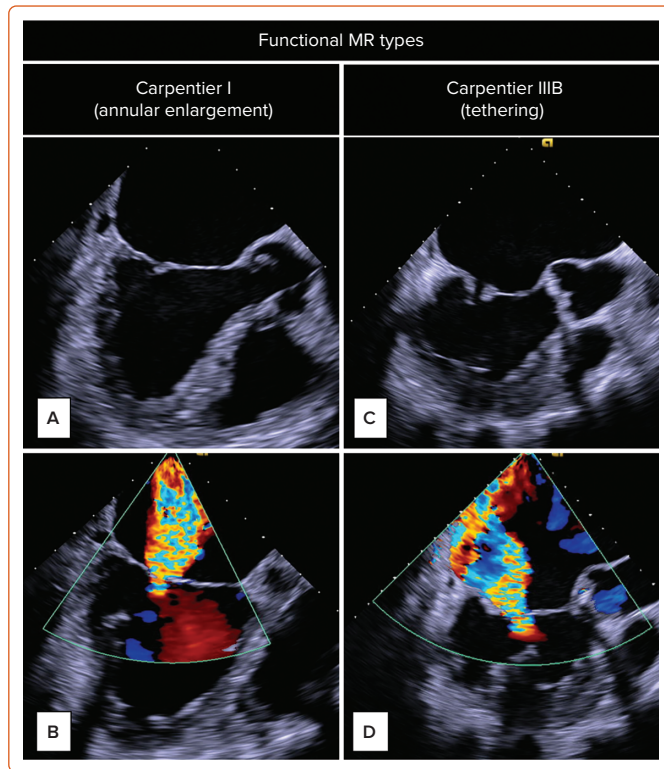 Functional MR types
Carpentier I
(annular enlargement)
Carpentier IIIB
(tethering)
A
C
B
D